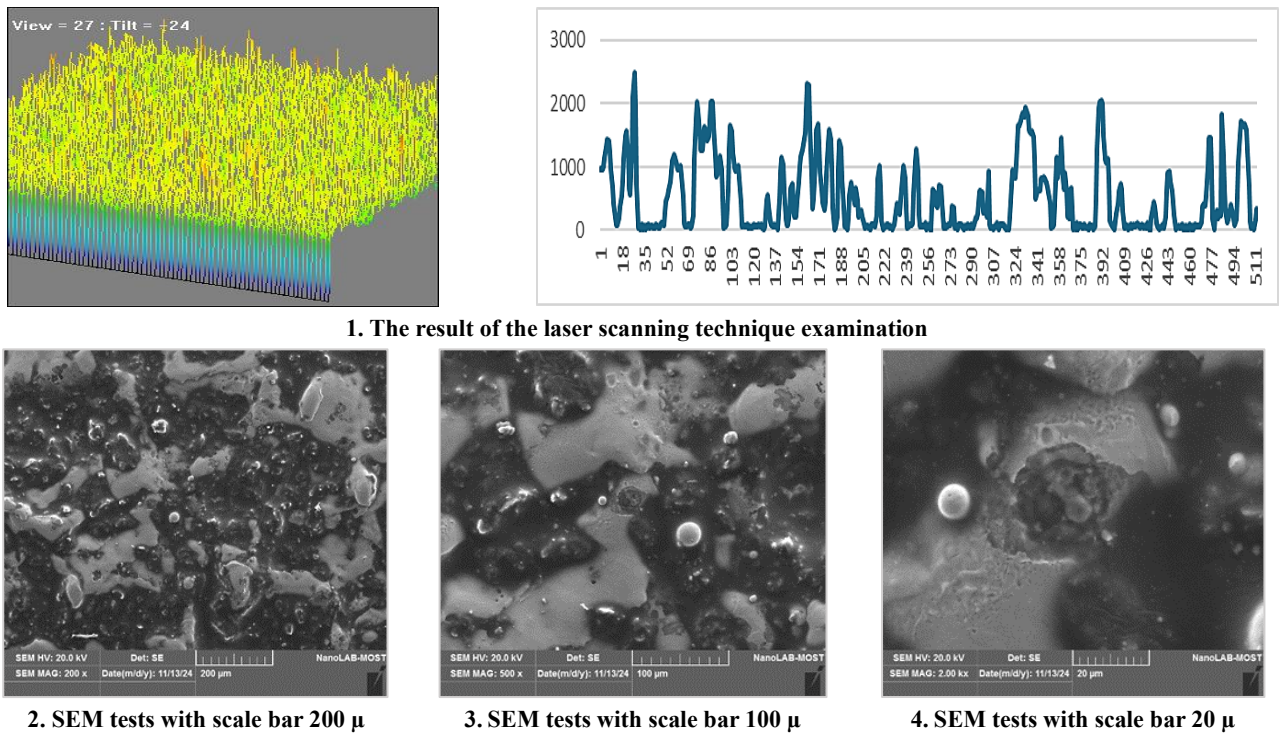 View = 27 : Tilt = -24
3000
2000
1000
0
1 18 35 52 69 86 103 120 137 154 171 188 205 222 239 256 273 290 307 324 341 358 375 392 409 426 443 460 477 494 511
1. The result of the laser scanning technique examination
SEM HV: 20.0 kV Det: SE NanoLAB-MOST
SEM MAG: 200 x Date(m/d/y): 11/13/24 200 µm
SEM HV: 20.0 kV Det: SE NanoLAB-MOST
SEM MAG: 500 x Date(m/d/y): 11/13/24 100 µm
SEM HV: 20.0 kV Det: SE NanoLAB-MOST
SEM MAG: 2.00 kx Date(m/d/y): 11/13/24 20 µm
2. SEM tests with scale bar 200 µ
3. SEM tests with scale bar 100 µ
4. SEM tests with scale bar 20 µ